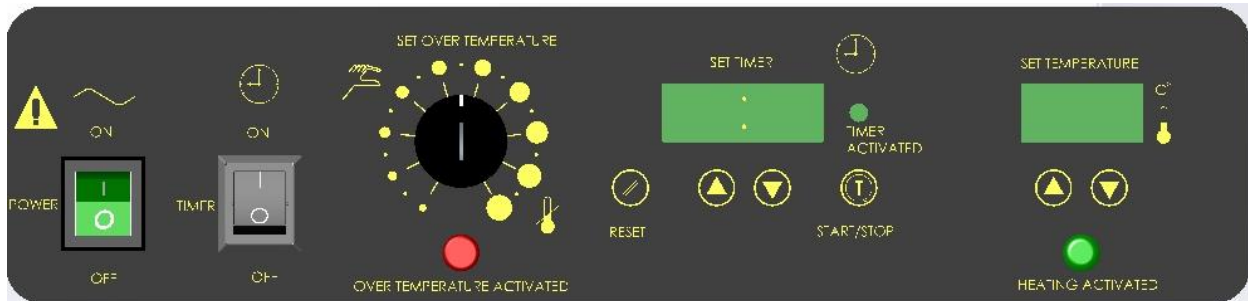 SET OVER TEMPERATURE
SET TIMER
SET TEMPERATURE
C°
ON
ON
TIMER
ACTIVATED
POWER
I
O
TIMER
I
O
T
RESET
START/STOP
OFF
OFF
OVER TEMPERATURE ACTIVATED
HEATING ACTIVATED